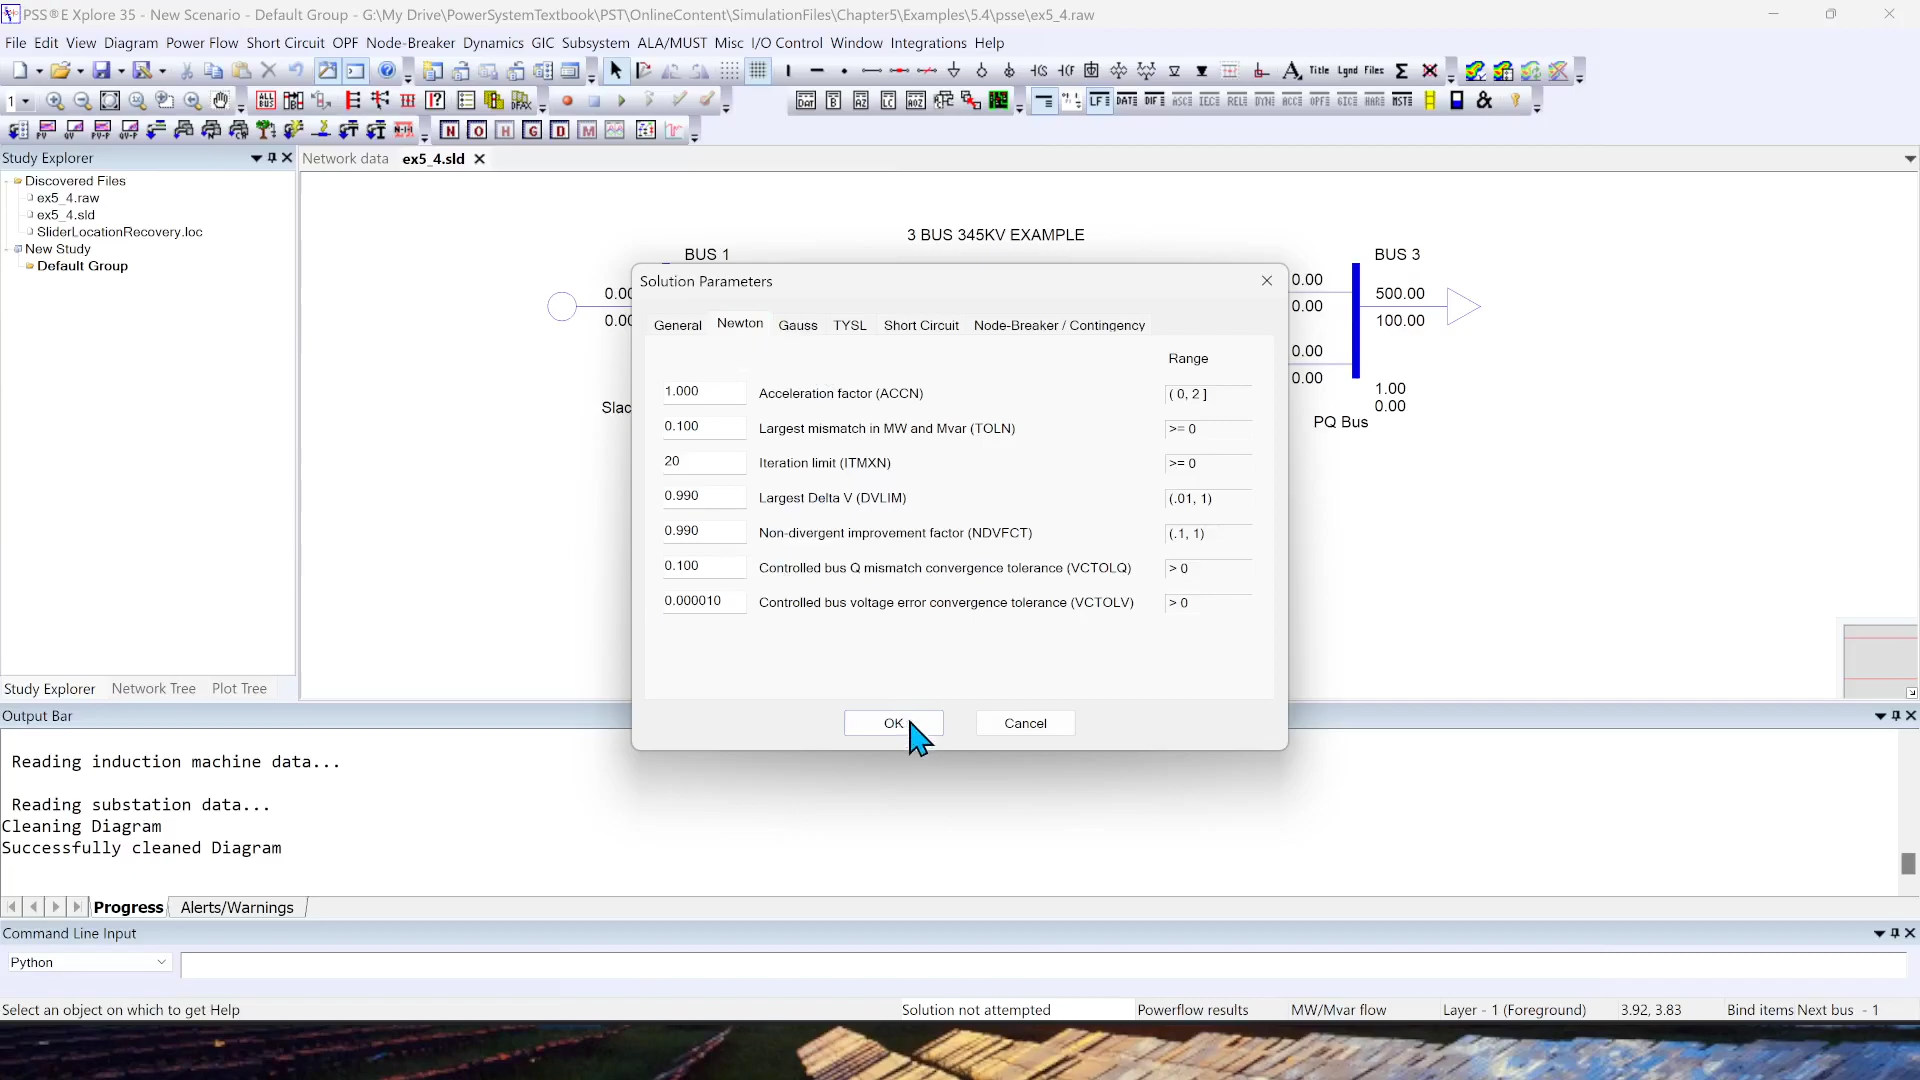 PSS®E Xplore 35 - New Scenario - Default Group - G:\My Drive\PowerSystemTextbook\PST\OnlineContent\SimulationFiles\Chapter5\Examples\5.4\psse\ex5_4.raw
File Edit View Diagram Power Flow Short Circuit OPF Node-Breaker Dynamics GIC Subsystem ALA/MUST Misc I/O Control Window Integrations Help
Title Lgnd Files
1
Study Explorer
Network data ex5_4.sld
Discovered Files
ex5_4.raw
ex5_4.sld
SliderLocationRecovery.loc
New Study
Default Group
3 BUS 345KV EXAMPLE
BUS 1
BUS 3
0.00
0.00
Slac
0.00
0.00
0.00
0.00
500.00
100.00
1.00
0.00
PQ Bus
Solution Parameters
General Newton Gauss TYSL Short Circuit Node-Breaker / Contingency
Range
1.000 Acceleration factor (ACCN) ( 0, 2 ]
0.100 Largest mismatch in MW and Mvar (TOLN) >= 0
20 Iteration limit (ITMXN) >= 0
0.990 Largest Delta V (DVLIM) (.01, 1)
0.990 Non-divergent improvement factor (NDVFCT) (.1, 1)
0.100 Controlled bus Q mismatch convergence tolerance (VCTOLQ) > 0
0.000010 Controlled bus voltage error convergence tolerance (VCTOLV) > 0
OK Cancel
Study Explorer Network Tree Plot Tree
Output Bar
Reading induction machine data...
Reading substation data...
Cleaning Diagram
Successfully cleaned Diagram
Progress Alerts/Warnings
Command Line Input
Python
Select an object on which to get Help Solution not attempted Powerflow results MW/Mvar flow Layer - 1 (Foreground) 3.92, 3.83 Bind items Next bus - 1